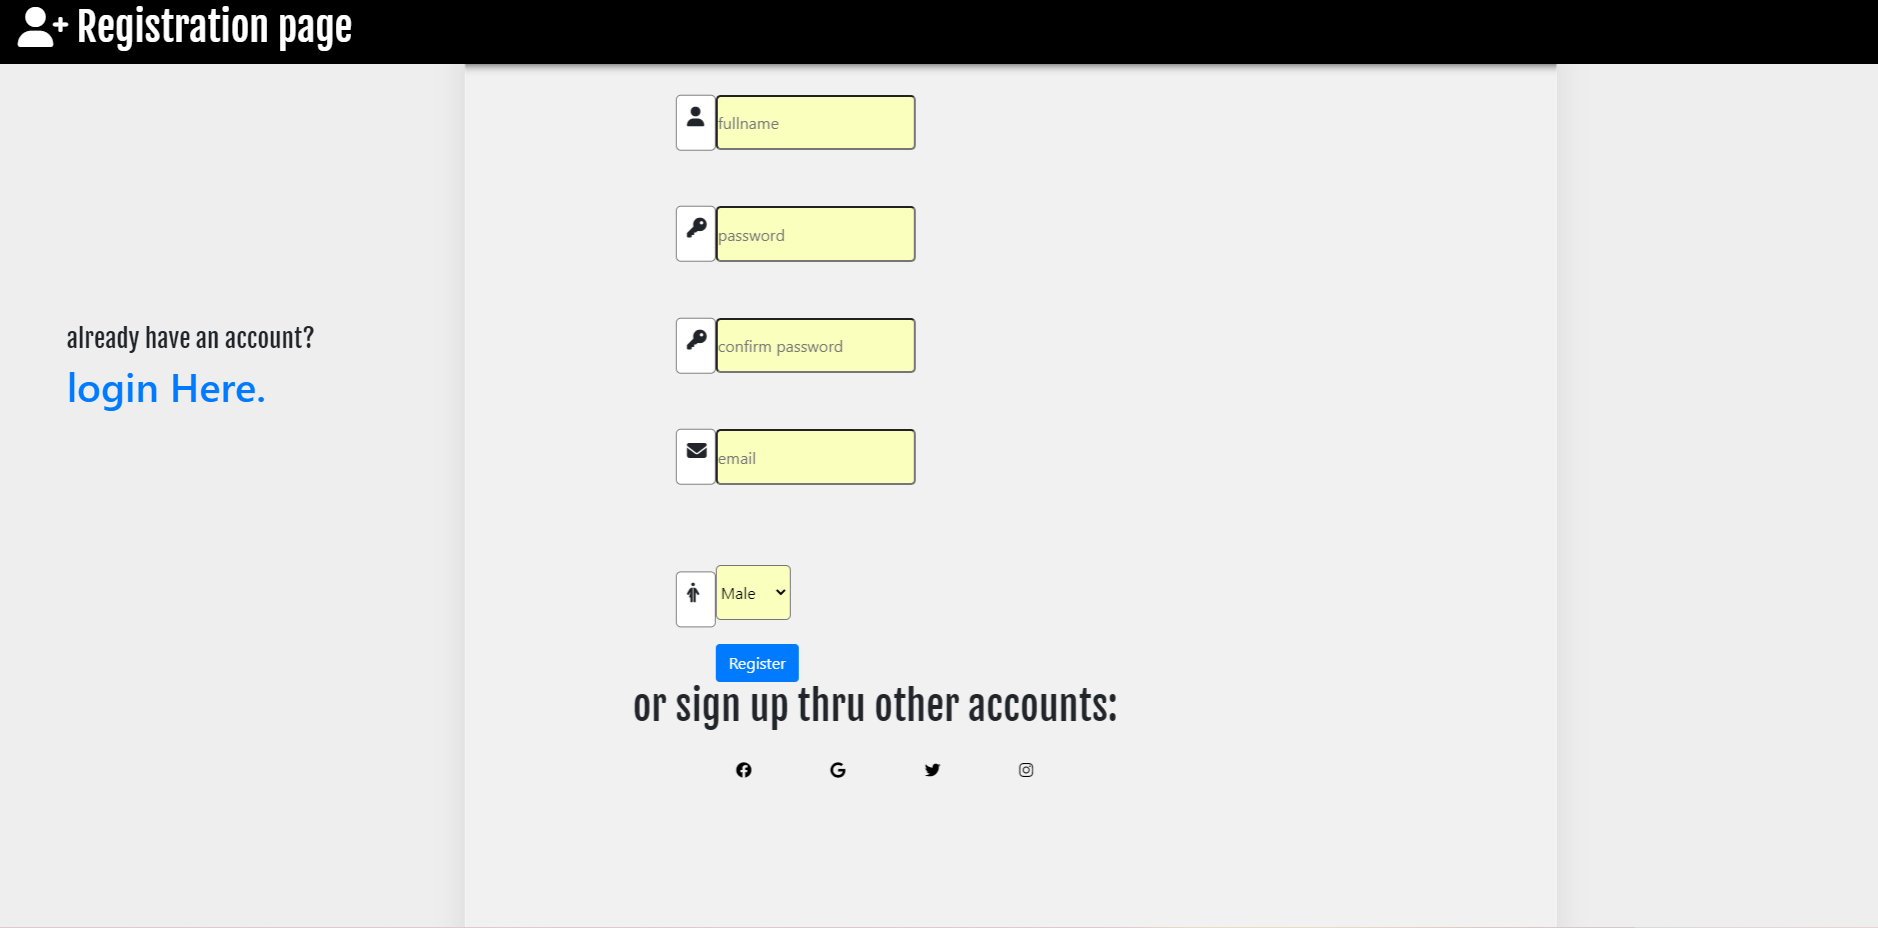 Registration page
fullname
password
already have an account?
login Here.
confirm password
email
Male
Register
or sign up thru other accounts: